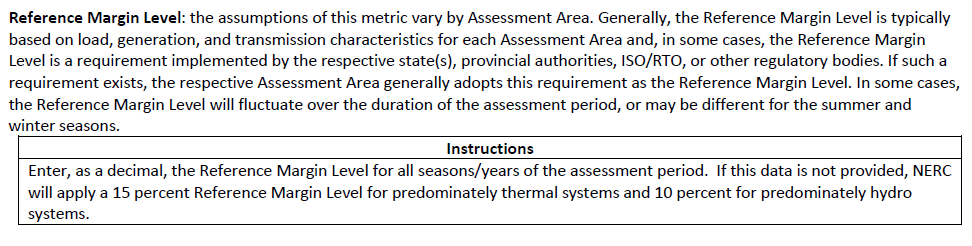 Reference Margin Level: the assumptions of this metric vary by Assessment Area. Generally, the Reference Margin Level is typically
based on load, generation, and transmission characteristics for each Assessment Area and, in some cases, the Reference Margin
Level is a requirement implemented by the respective state(s), provincial authorities, ISO/RTO, or other regulatory bodies. If such a
requirement exists, the respective Assessment Area generally adopts this requirement as the Reference Margin Level. In some cases,
the Reference Margin Level will fluctuate over the duration of the assessment period, or may be different for the summer and
winter seasons.
Instructions
Enter, as a decimal, the Reference Margin Level for all seasons/years of the assessment period.  If this data is not provided, NERC
will apply a 15 percent Reference Margin Level for predominately thermal systems and 10 percent for predominately hydro
systems.